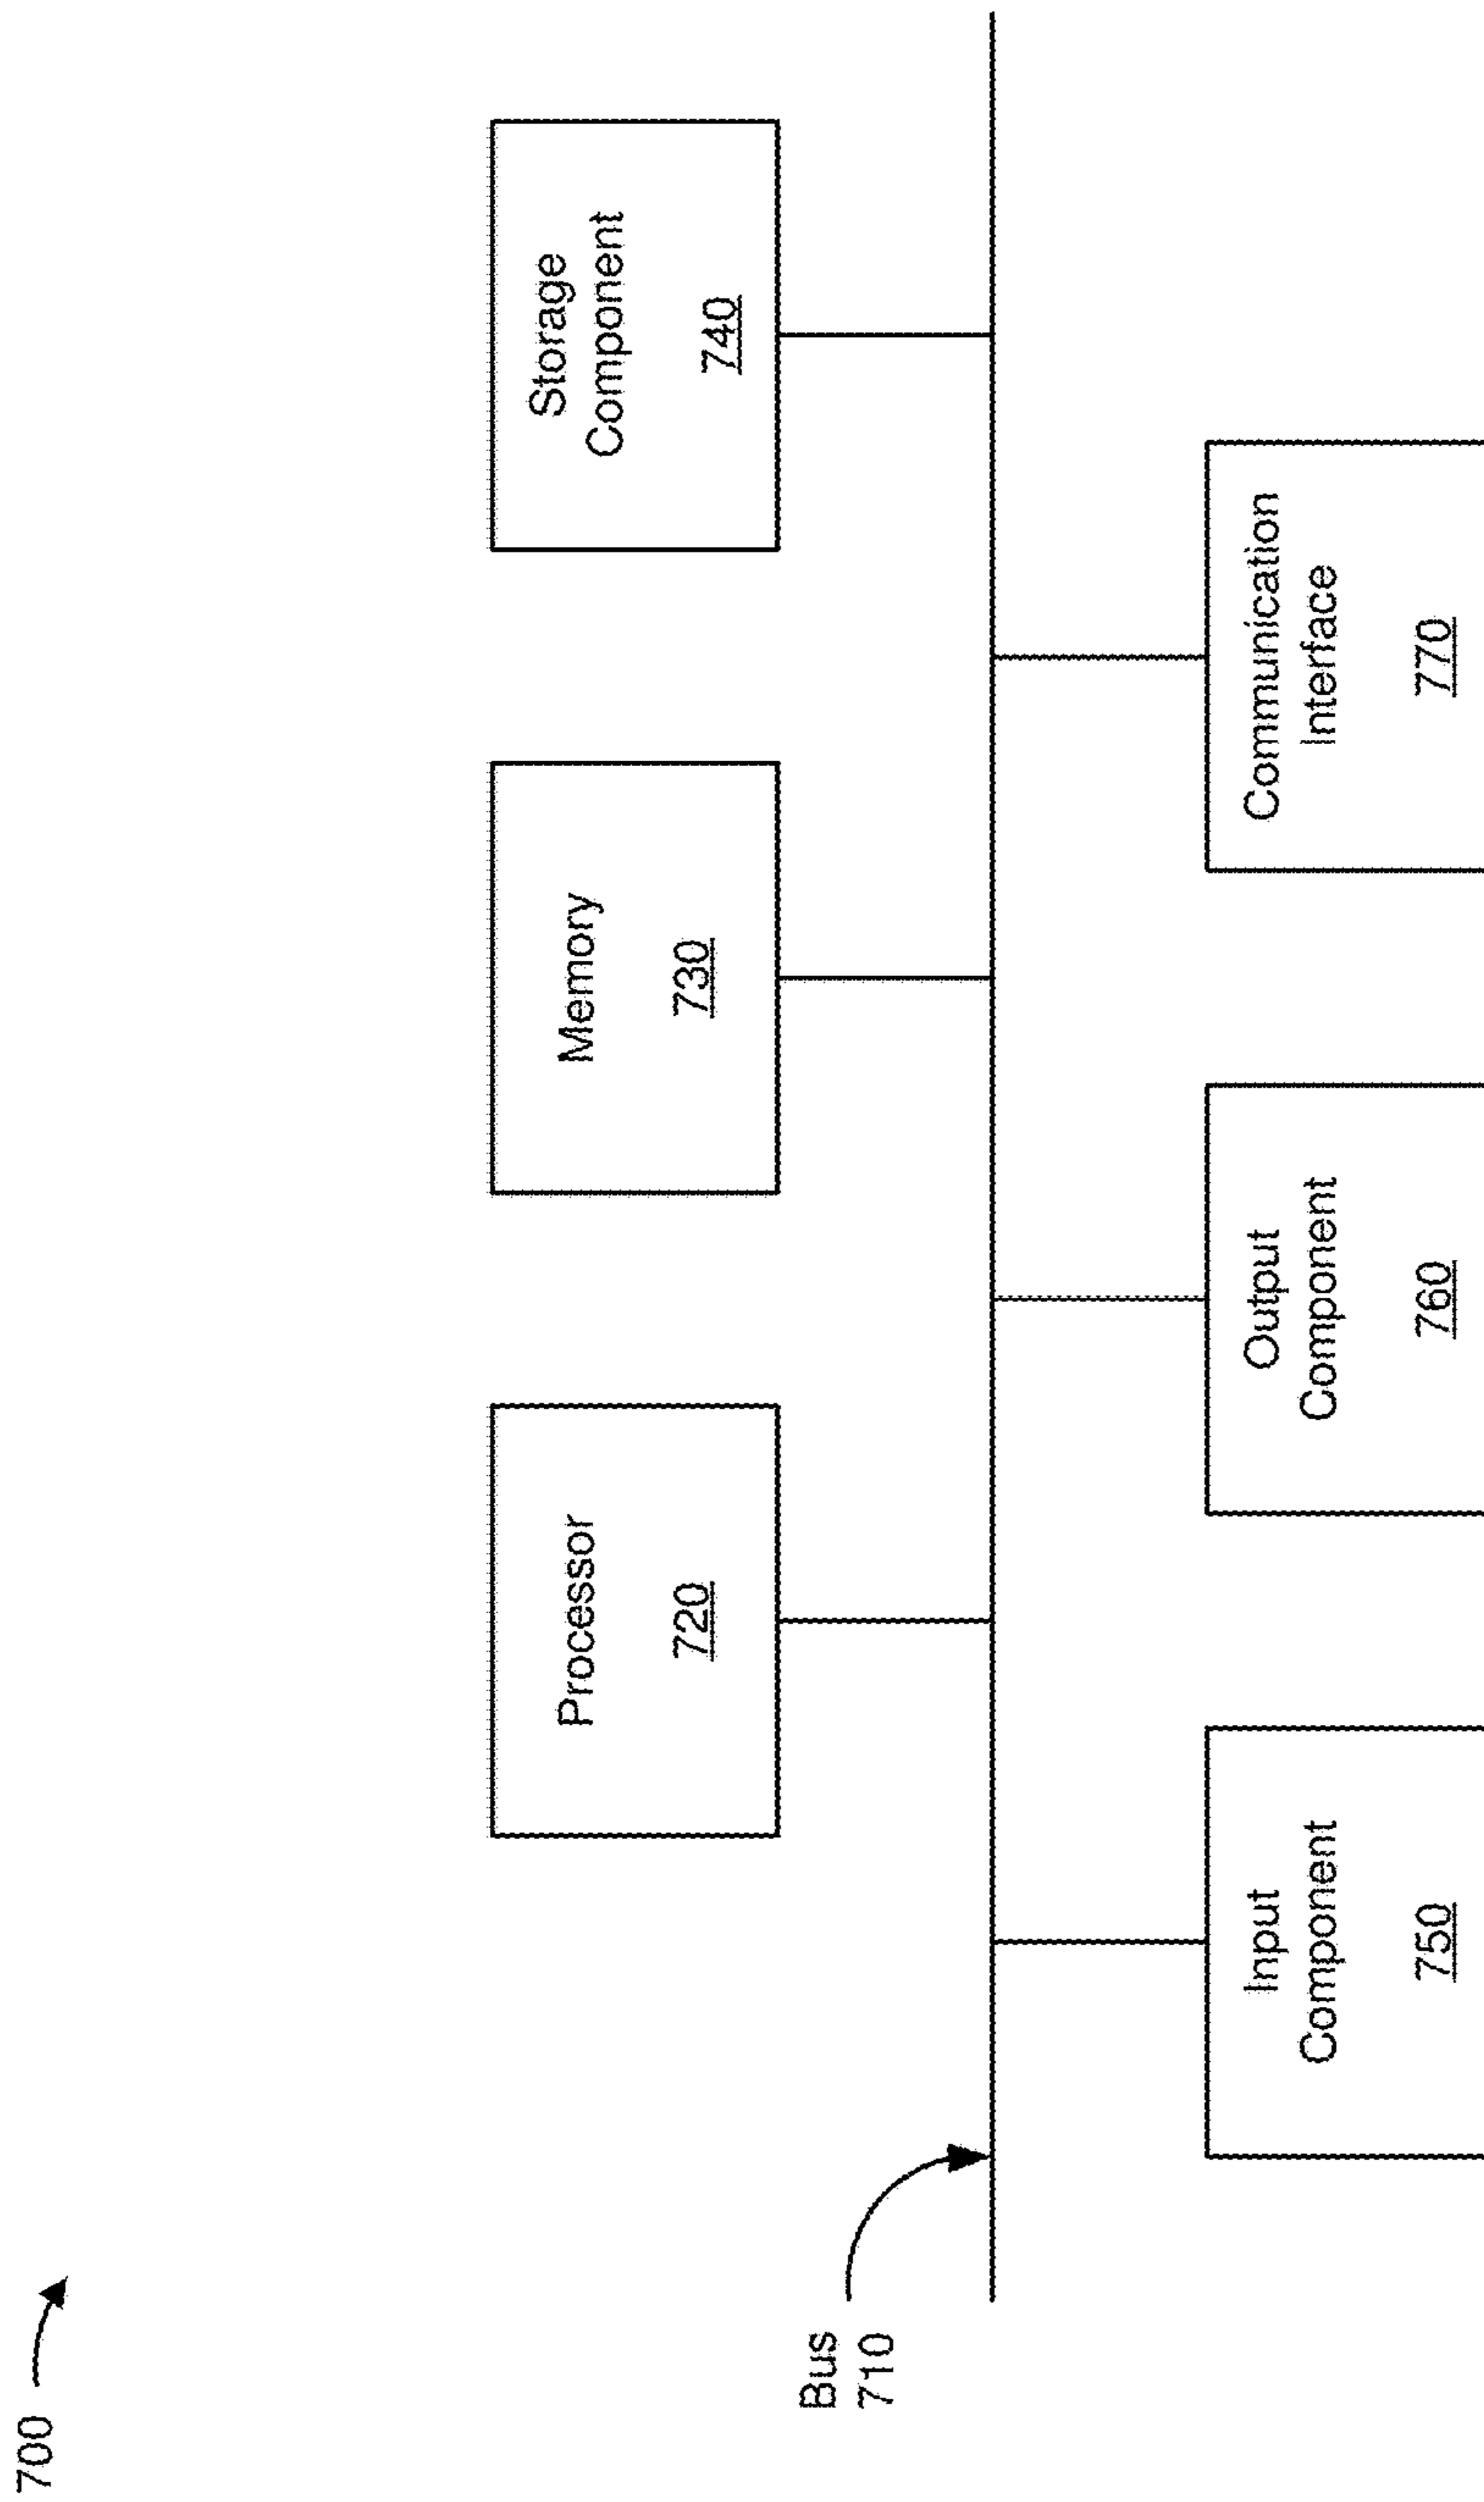 700
Processor
720
Memory
730
Storage
Component
740
Bus
710
Input
Component
750
Output
Component
760
Communication
Interface
770